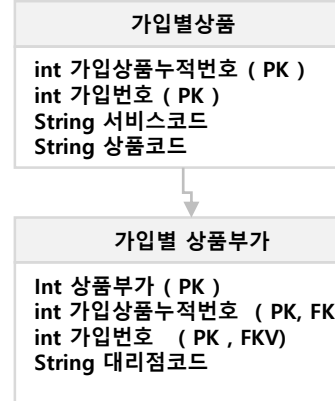 가입별상품
int 가입상품누적번호 ( PK )
int 가입번호 ( PK )
String 서비스코드
String 상품코드
가입별 상품부가
Int 상품부가 ( PK )
int 가입상품누적번호 ( PK, FK
int 가입번호 ( PK , FKV)
String 대리점코드